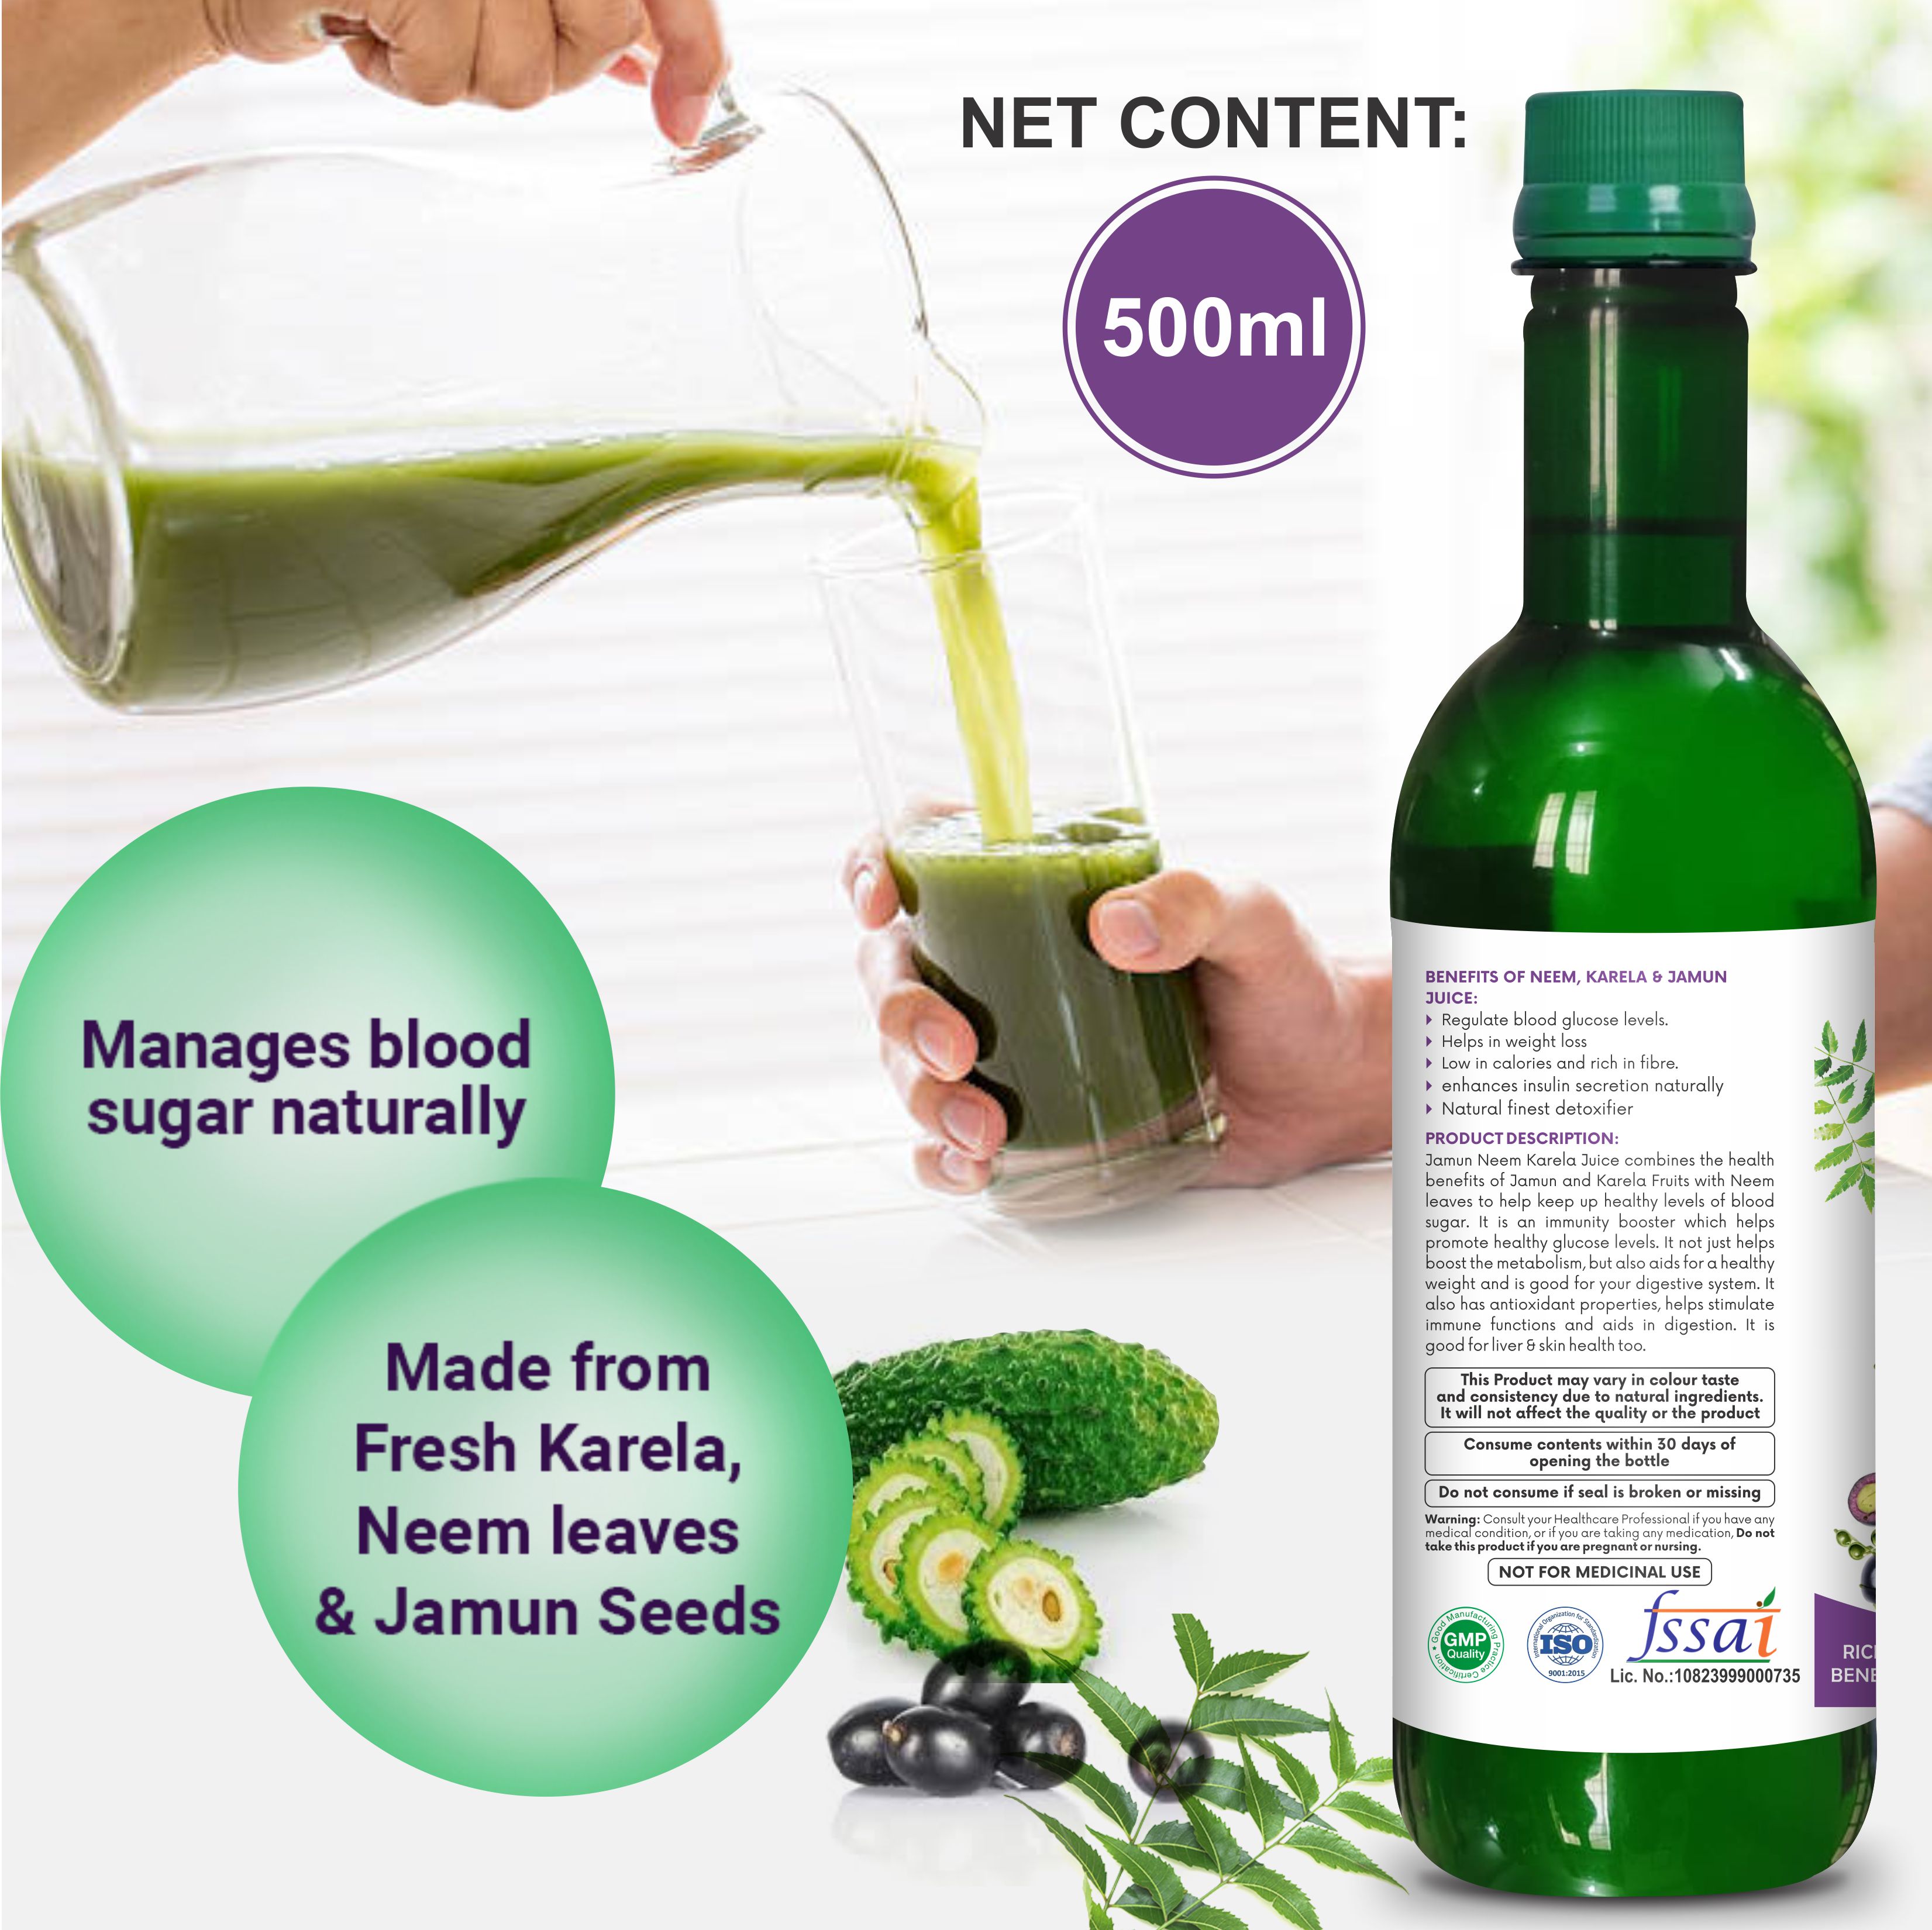 NET CONTENT:
500ml
Manages blood
sugar naturally
Made from
Fresh Karela,
Neem leaves
& Jamun Seeds
BENEFITS OF NEEM, KARELA & JAMUN
JUICE:
Regulate blood glucose levels.
Helps in weight loss
Low in calories and rich in fibre.
enhances insulin secretion naturally
Natural finest detoxifier
PRODUCT DESCRIPTION:
Jamun Neem Karela Juice combines the health
benefits of Jamun and Karela Fruits with Neem
leaves to help keep up healthy levels of blood
sugar. It is an immunity booster which helps
promote healthy glucose levels. It not just helps
boost the metabolism, but also aids for a healthy
weight and is good for your digestive system. It
also has antioxidant properties, helps stimulate
immune functions and aids in digestion. It is
good for liver & skin health too.
This Product may vary in colour taste
and consistency due to natural ingredients.
It will not affect the quality or the product
Consume contents within 30 days of
opening the bottle
Do not consume if seal is broken or missing
Warning: Consult your Healthcare Professional if you have any
medical condition, or if you are taking any medication, Do not
take this product if you are pregnant or nursing.
NOT FOR MEDICINAL USE
Good Manufacturing Practice Certification
GMP
Quality
International Organization for Standardization
ISO
9001:2015
fssai
Lic. No.:10823999000735
RIC
BENE